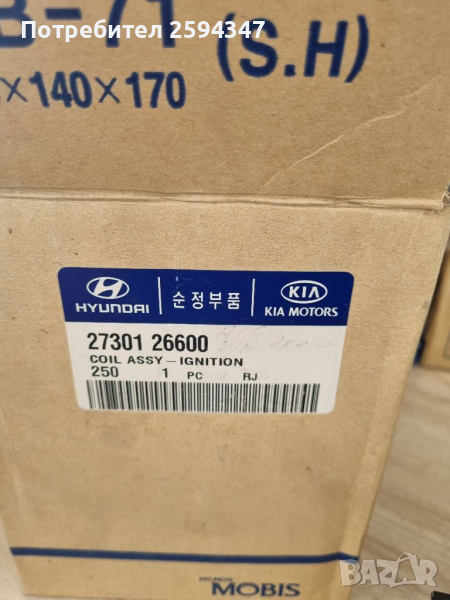 Потребител 2594347
B-71 (S.H)
×140×170
HYUNDAI
순정부품
KIA
KIA MOTORS
27301 26600
COIL ASSY-IGNITION
250 1 PC RJ
MOBIS
bazar